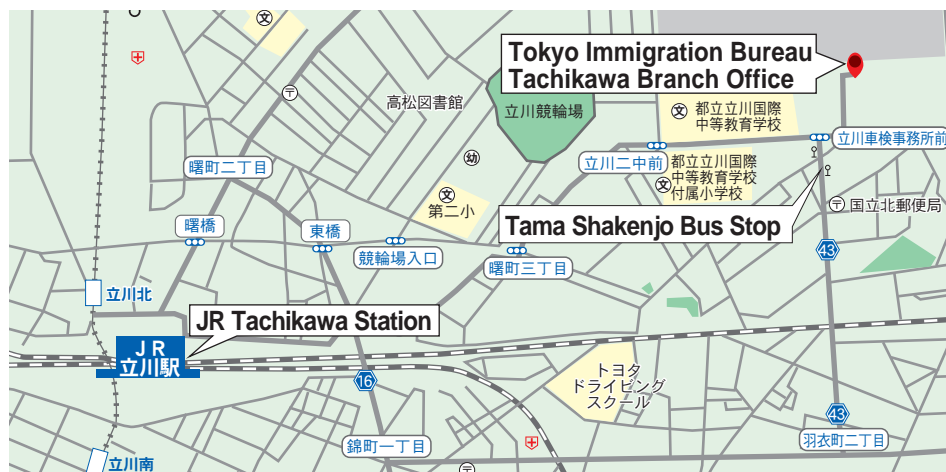 文
〒
Tokyo Immigration Bureau
Tachikawa Branch Office
高松図書館
立川競輪場
文
都立立川国際
中等教育学校
立川車検事務所前
立川二中前
曙町二丁目
幼
都立立川国際
中等教育学校
付属小学校
文
文
第二小
〒
国立北郵便局
Tama Shakenjo Bus Stop
曙橋
東橋
競輪場入口
曙町三丁目
43
立川北
JR Tachikawa Station
JR
立川駅
16
トヨタ
ドライビング
スクール
43
錦町一丁目
羽衣町二丁目
立川南
〒